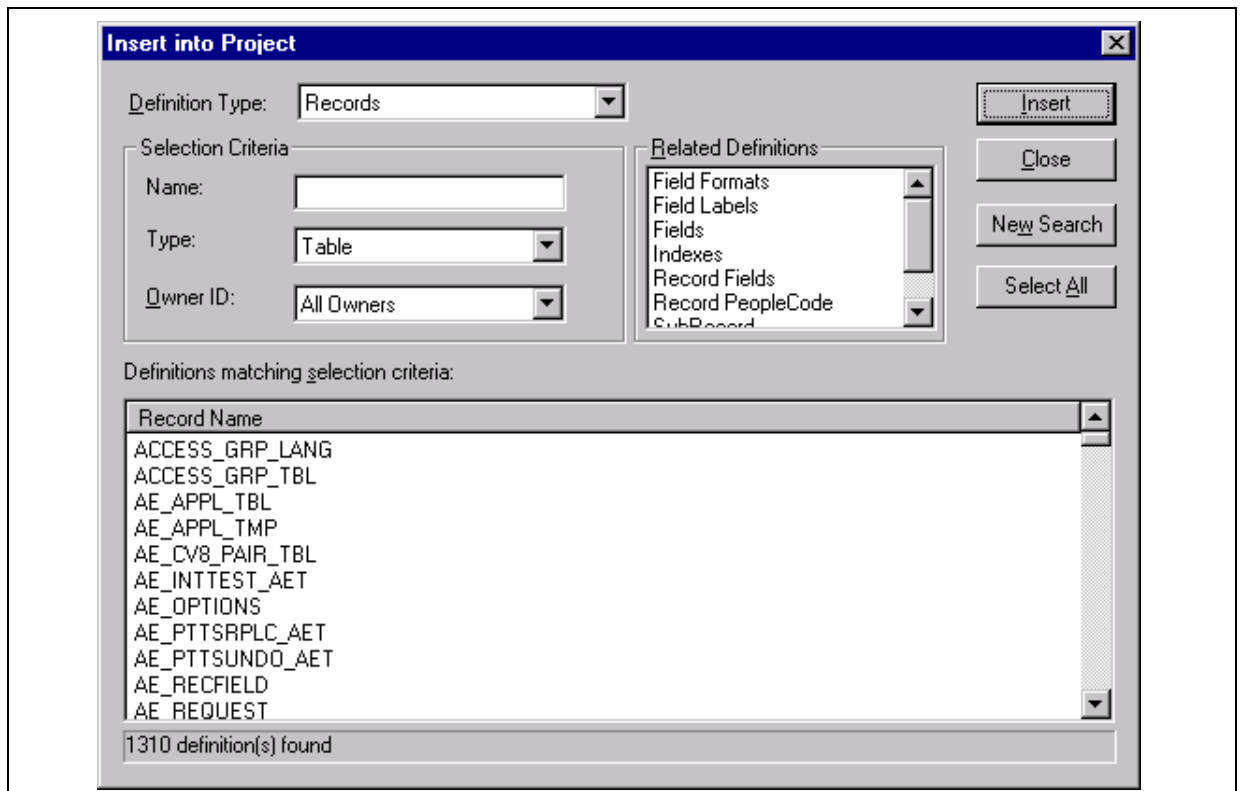 Insert into Project
Definition Type: Records
Insert
Selection Criteria
Related Definitions
Close
Name:
Field Formats
Field Labels
Fields
Indexes
Record Fields
Record PeopleCode
SubRecord
Type: Table
New Search
Owner ID: All Owners
Select All
Definitions matching selection criteria:
Record Name
ACCESS_GRP_LANG
ACCESS_GRP_TBL
AE_APPL_TBL
AE_APPL_TMP
AE_CV8_PAIR_TBL
AE_INTTEST_AET
AE_OPTIONS
AE_PTTSRPLC_AET
AE_PTTSUNDO_AET
AE_RECFIELD
AE_REQUEST
1310 definition(s) found